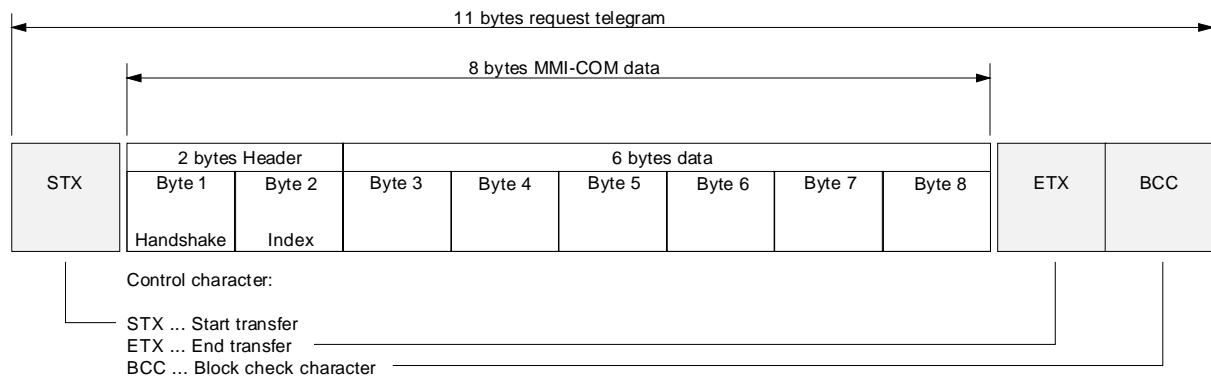 11 bytes request telegram
8 bytes MMI-COM data
2 bytes Header
6 bytes data
STX
Byte 1
Byte 2
Byte 3
Byte 4
Byte 5
Byte 6
Byte 7
Byte 8
ETX
BCC
Handshake
Index
Control character:
STX ... Start transfer
ETX ... End transfer
BCC ... Block check character